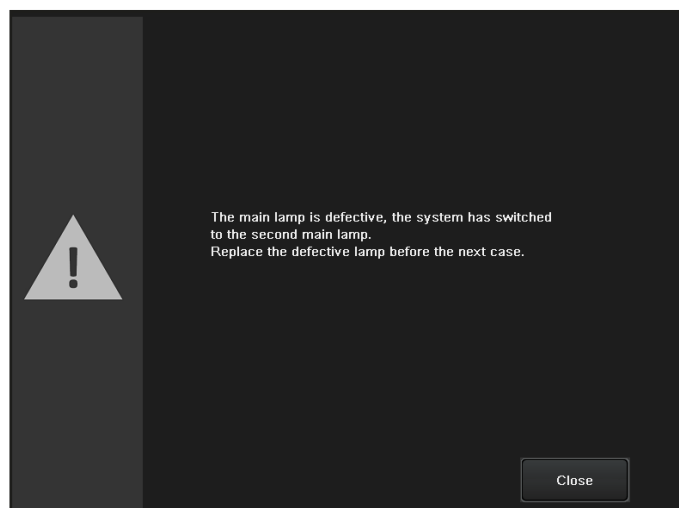 The main lamp is defective, the system has switched
to the second main lamp.
Replace the defective lamp before the next case.
Close